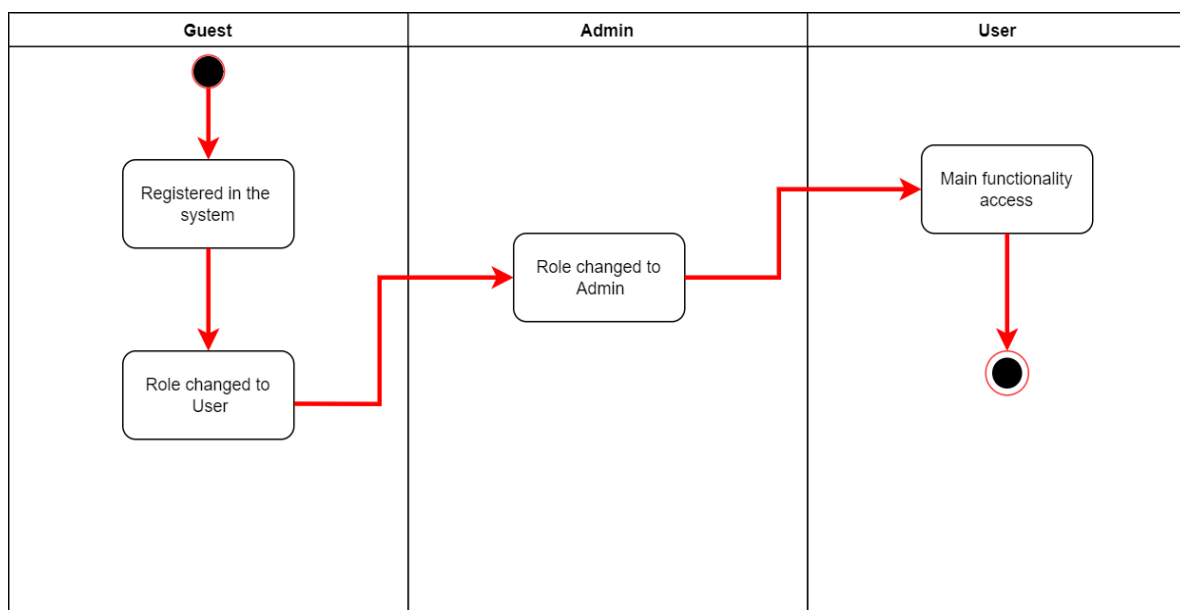 Guest
Admin
User
Registered in the
system
Role changed to
User
Role changed to
Admin
Main functionality
access